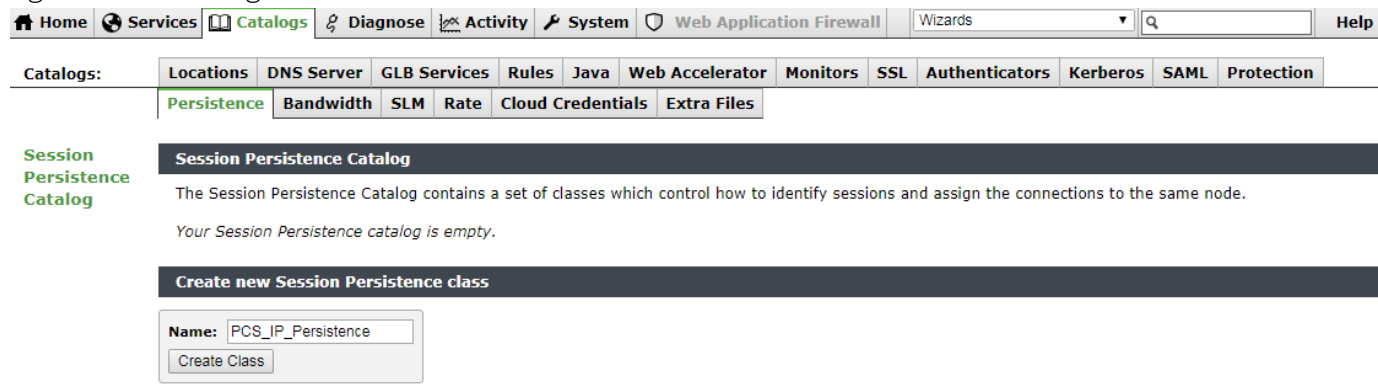 Home Services Catalogs Diagnose Activity System Web Application Firewall Wizards Help
Catalogs: Locations DNS Server GLB Services Rules Java Web Accelerator Monitors SSL Authenticators Kerberos SAML Protection
Persistence Bandwidth SLM Rate Cloud Credentials Extra Files
Session
Persistence
Catalog
Session Persistence Catalog
The Session Persistence Catalog contains a set of classes which control how to identify sessions and assign the connections to the same node.
Your Session Persistence catalog is empty.
Create new Session Persistence class
Name: PCS_IP_Persistence
Create Class